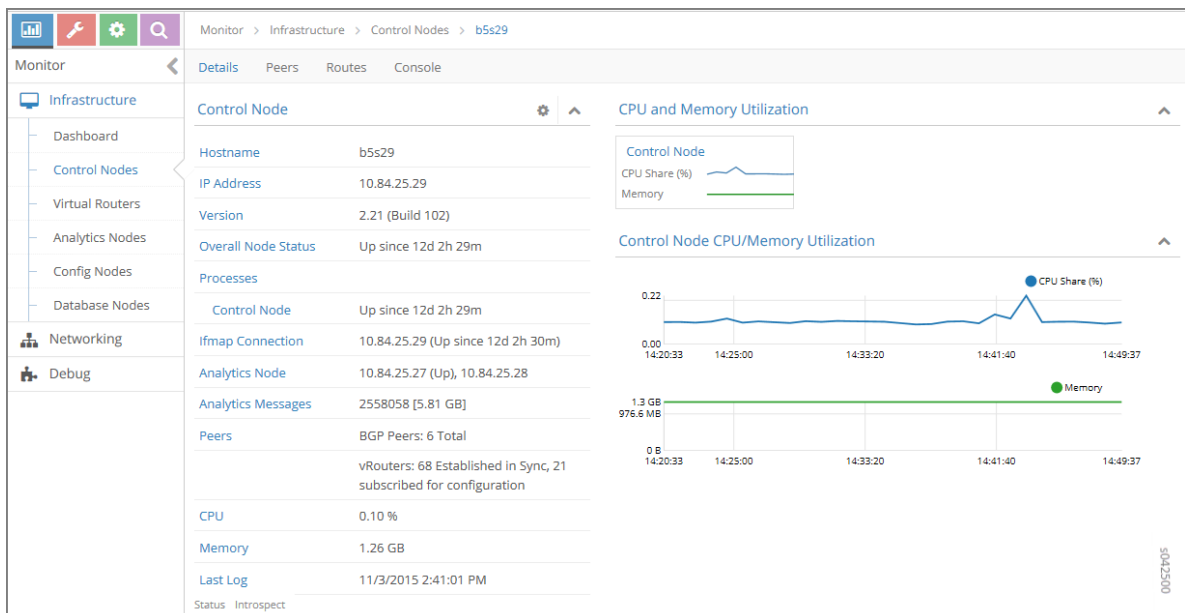 Monitor > Infrastructure > Control Nodes > b5s29
Monitor
Infrastructure
Dashboard
Control Nodes
Virtual Routers
Analytics Nodes
Config Nodes
Database Nodes
Networking
Debug
Details Peers Routes Console
Control Node
Hostname b5s29
IP Address 10.84.25.29
Version 2.21 (Build 102)
Overall Node Status Up since 12d 2h 29m
Processes
Control Node Up since 12d 2h 29m
Ifmap Connection 10.84.25.29 (Up since 12d 2h 30m)
Analytics Node 10.84.25.27 (Up), 10.84.25.28
Analytics Messages 2558058 [5.81 GB]
Peers BGP Peers: 6 Total
vRouters: 68 Established in Sync, 21
subscribed for configuration
CPU 0.10 %
Memory 1.26 GB
Last Log 11/3/2015 2:41:01 PM
Status Introspect
CPU and Memory Utilization
Control Node
CPU Share (%)
Memory
Control Node CPU/Memory Utilization
CPU Share (%)
0.22
0.00
14:20:33 14:25:00 14:33:20 14:41:40 14:49:37
Memory
1.3 GB
976.6 MB
0 B
14:20:33 14:25:00 14:33:20 14:41:40 14:49:37
s042500